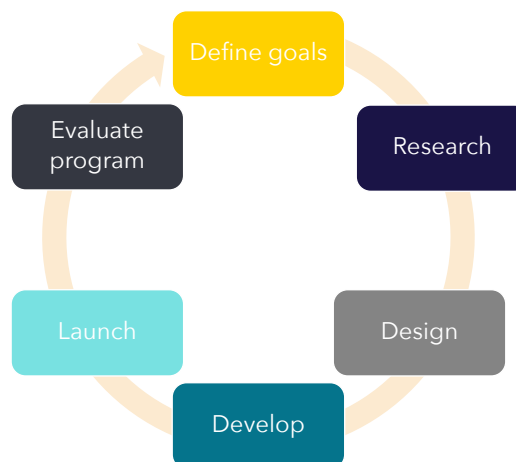 Define goals
Research
Design
Develop
Launch
Evaluate
program